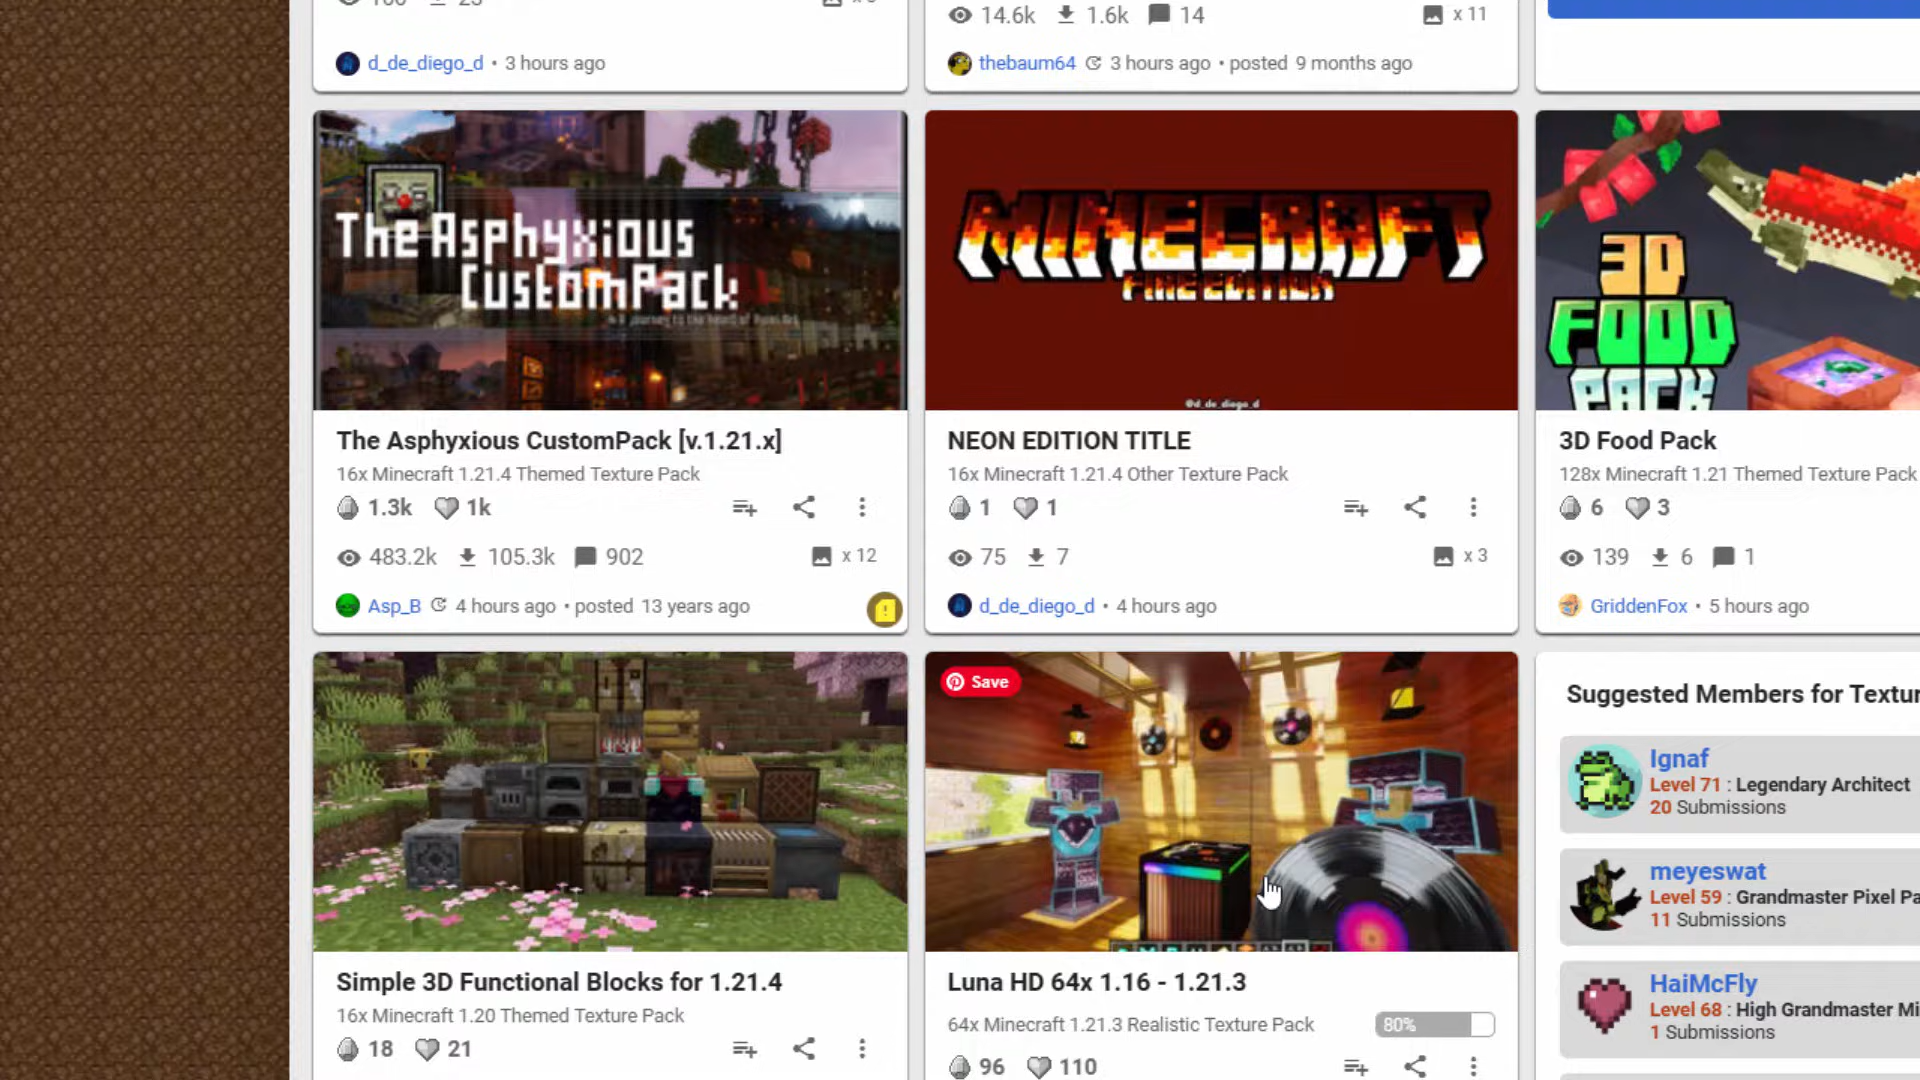 14.6k 1.6k 14 x 11
d_de_diego_d • 3 hours ago
thebaum64 3 hours ago • posted 9 months ago
The Asphyxious
CustomPack
The Asphyxious CustomPack [v.1.21.x]
16x Minecraft 1.21.4 Themed Texture Pack
1.3k 1k
483.2k 105.3k 902 x 12
Asp_B 4 hours ago • posted 13 years ago
MINECRAFT
FIRE EDITION
@d_de_diego_d
NEON EDITION TITLE
16x Minecraft 1.21.4 Other Texture Pack
1 1
75 7 x 3
d_de_diego_d • 4 hours ago
3D
FOOD
PACK
3D Food Pack
128x Minecraft 1.21 Themed Texture Pack
6 3
139 6 1
GriddenFox • 5 hours ago
Simple 3D Functional Blocks for 1.21.4
16x Minecraft 1.20 Themed Texture Pack
18 21
Save
Luna HD 64x 1.16 - 1.21.3
64x Minecraft 1.21.3 Realistic Texture Pack 80%
96 110
Suggested Members for Textur
Ignaf
Level 71 : Legendary Architect
20 Submissions
meyeswat
Level 59 : Grandmaster Pixel Pa
11 Submissions
HaiMcFly
Level 68 : High Grandmaster Mi
1 Submissions